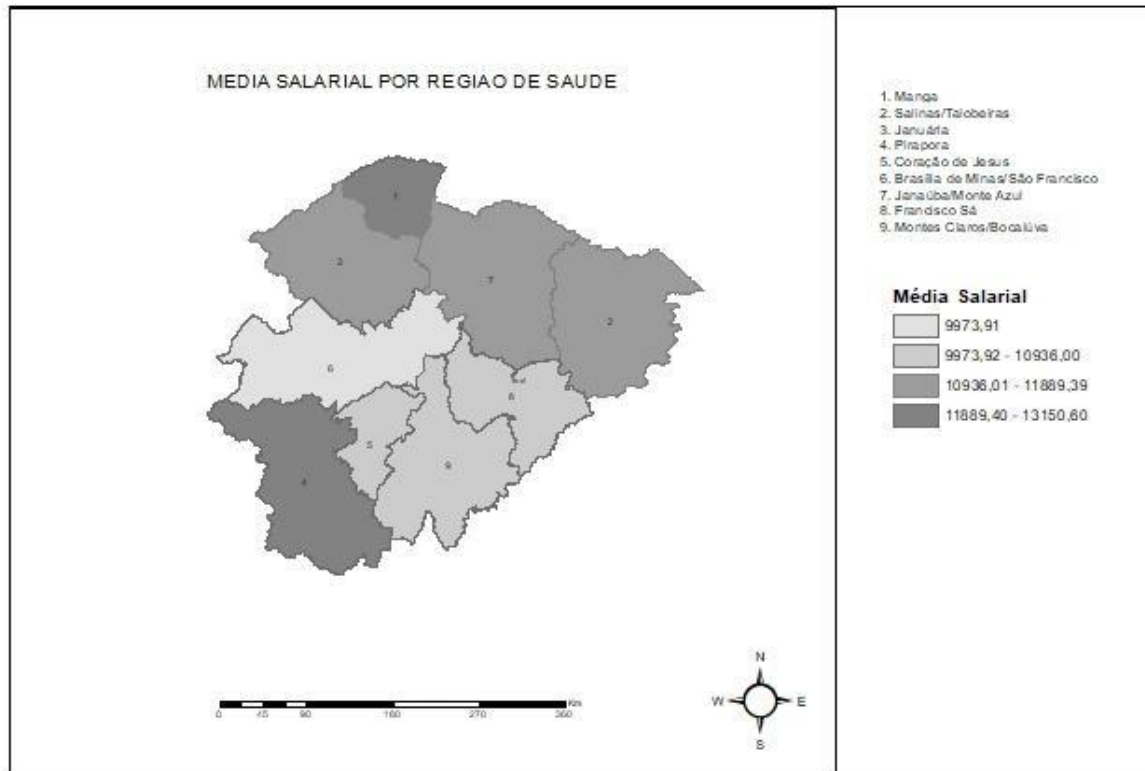 MEDIA SALARIAL POR REGIAO DE SAUDE
1. Manga
2. Salinas/Taiobeiras
3. Januária
4. Pirapora
5. Coração de Jesus
6. Brasília de Minas/São Francisco
7. Janaúba/Monte Azul
8. Francisco Sá
9. Montes Claros/Bocaiúva
Média Salarial
9973,91
9973,92 - 10936,00
10936,01 - 11889,39
11889,40 - 13150,60
1
3
7
2
6
8
5
9
4
Km
0 45 90 180 270 360
N
W E
S